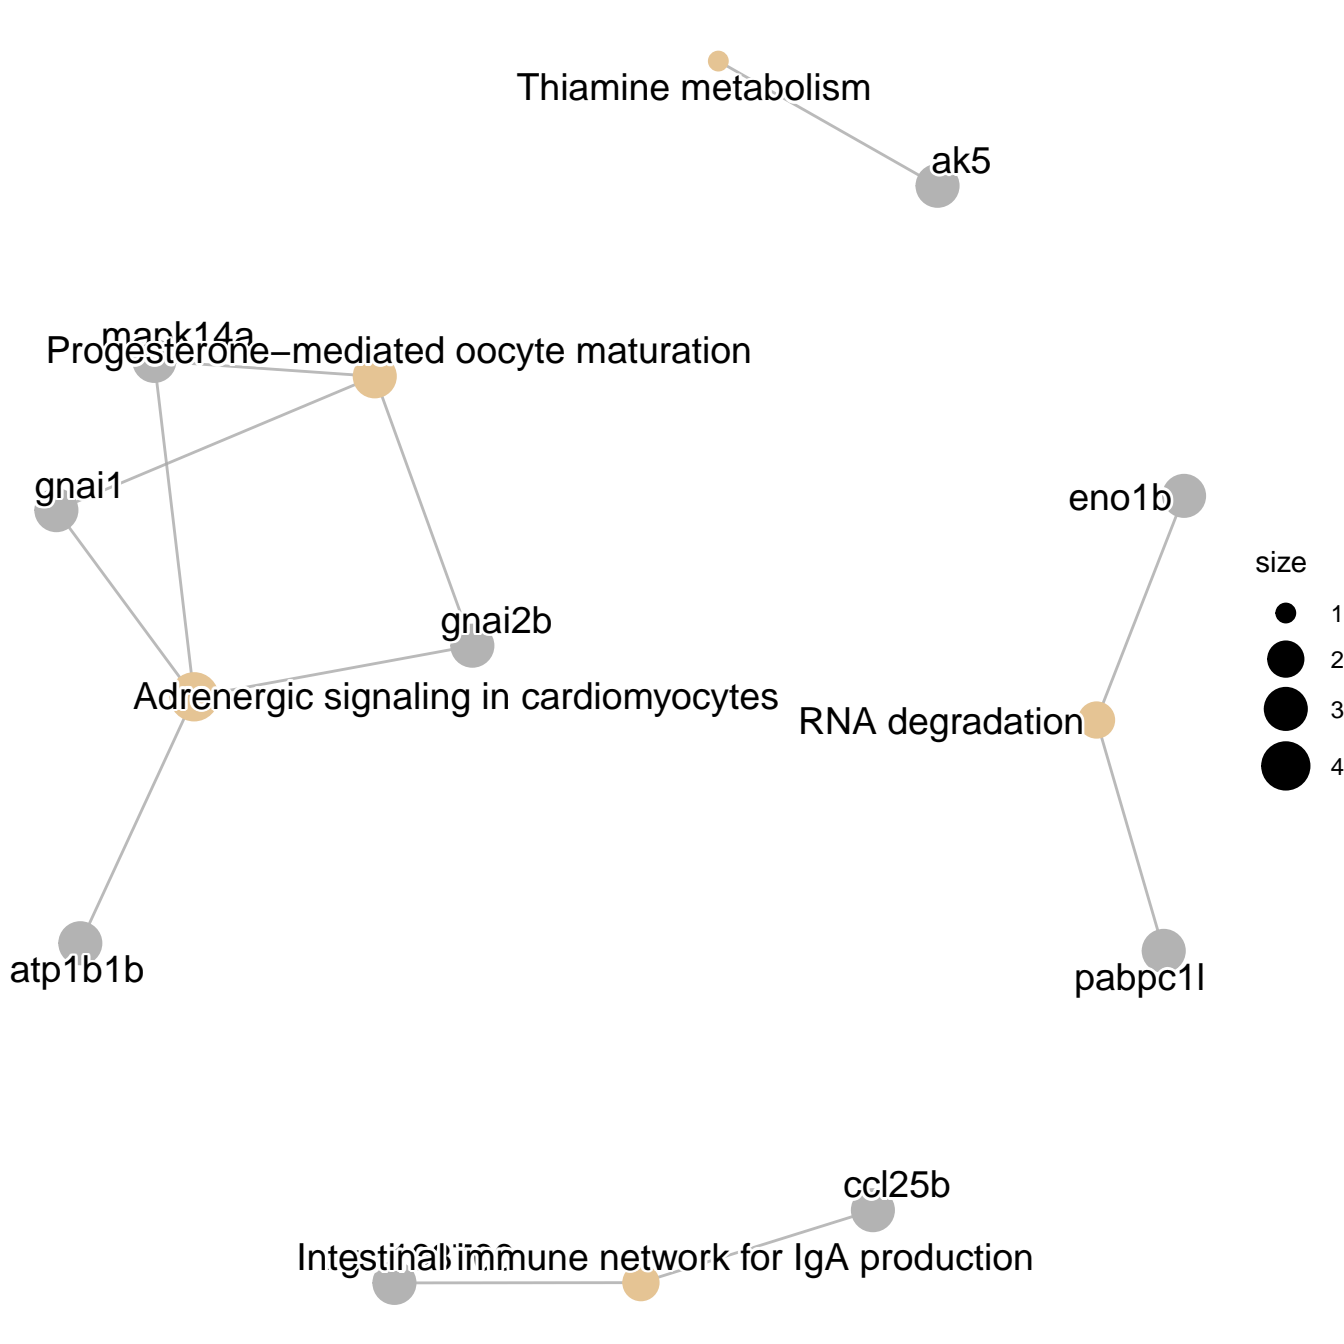 Thiamine metabolism
ak5
mapk14a
Progesterone−mediated oocyte maturation
gnai1
eno1b
size
1
2
3
4
gnai2b
Adrenergic signaling in cardiomyocytes
RNA degradation
atp1b1b
pabpc1l
ccl25b
Intestinal immune network for IgA production